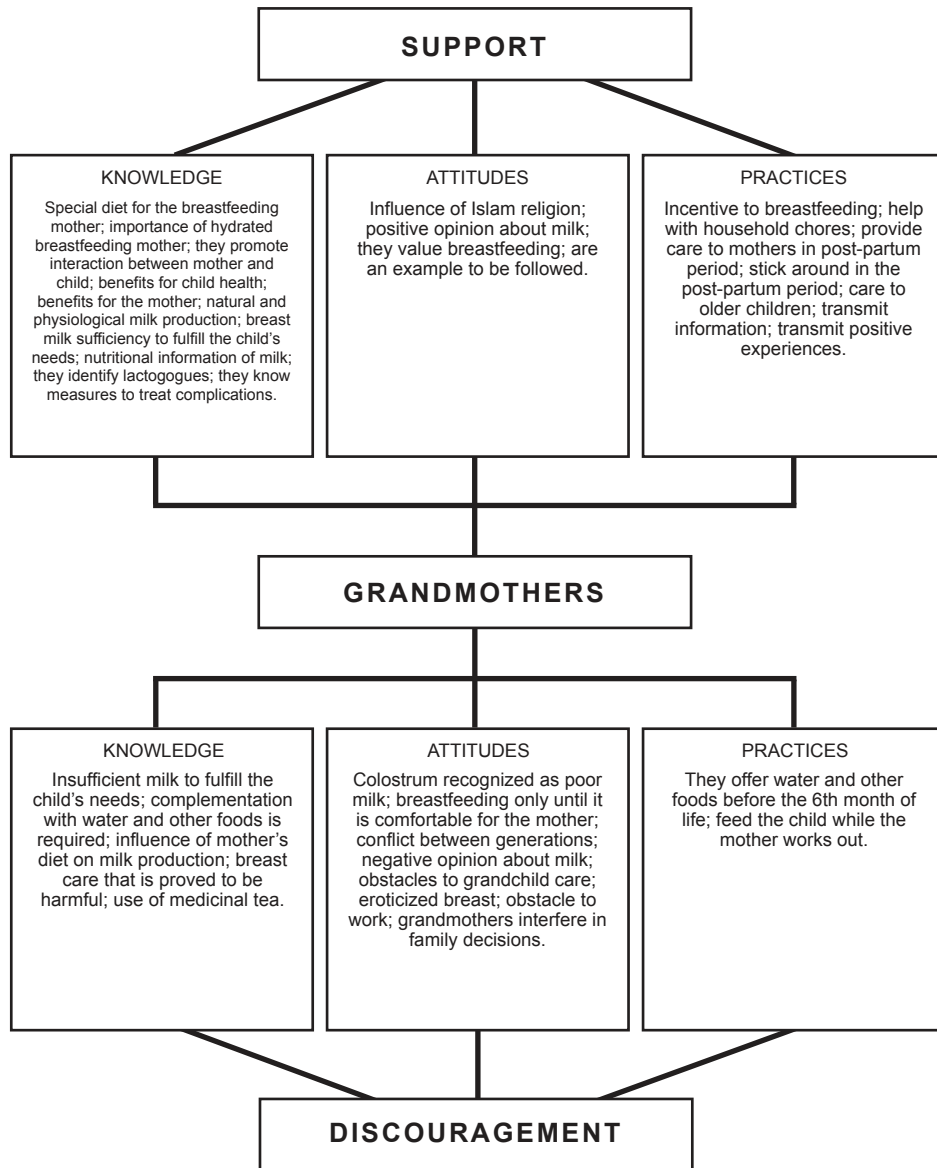 SUPPORT
KNOWLEDGE
Special diet for the breastfeeding
mother; importance of hydrated
breastfeeding mother; they promote
interaction between mother and
child; benefits for child health;
benefits for the mother; natural and
physiological milk production; breast
milk sufficiency to fulfill the child's
needs; nutritional information of milk;
they identify lactogogues; they know
measures to treat complications.
ATTITUDES
Influence of Islam religion;
positive opinion about milk;
they value breastfeeding; are
an example to be followed.
PRACTICES
Incentive to breastfeeding; help
with household chores; provide
care to mothers in post-partum
period; stick around in the
post-partum period; care to
older children; transmit
information; transmit positive
experiences.
GRANDMOTHERS
KNOWLEDGE
Insufficient milk to fulfill the
child's needs; complementation
with water and other foods is
required; influence of mother's
diet on milk production; breast
care that is proved to be
harmful; use of medicinal tea.
ATTITUDES
Colostrum recognized as poor
milk; breastfeeding only until it
is comfortable for the mother;
conflict between generations;
negative opinion about milk;
obstacles to grandchild care;
eroticized breast; obstacle to
work; grandmothers interfere in
family decisions.
PRACTICES
They offer water and other
foods before the 6th month of
life; feed the child while the
mother works out.
DISCOURAGEMENT